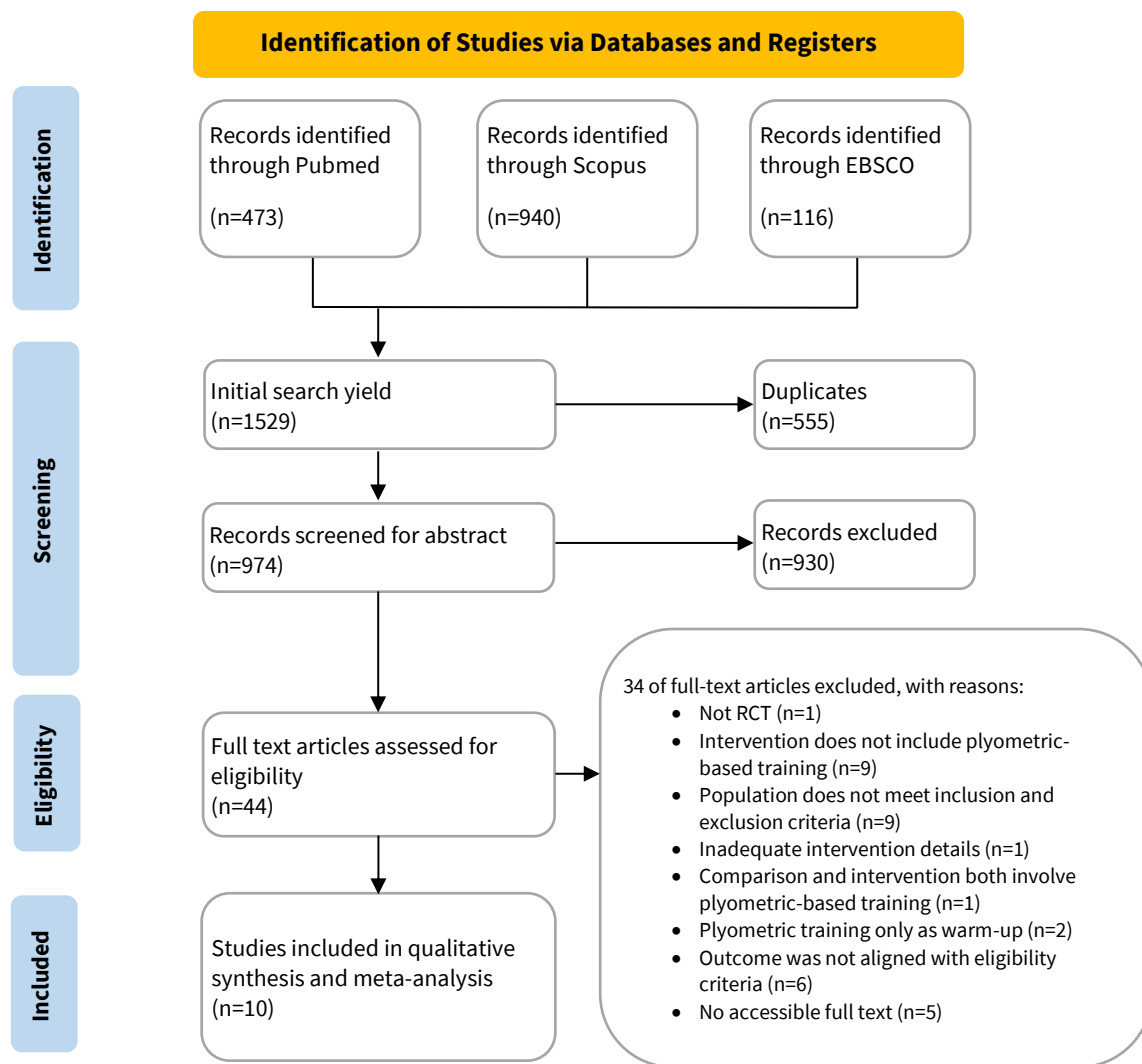 Identification of Studies via Databases and Registers
Identification
Records identified
through Pubmed
(n=473)
Records identified
through Scopus
(n=940)
Records identified
through EBSCO
(n=116)
Screening
Initial search yield
(n=1529)
Duplicates
(n=555)
Records screened for abstract
(n=974)
Records excluded
(n=930)
Eligibility
Full text articles assessed for
eligibility
(n=44)
34 of full-text articles excluded, with reasons:
• Not RCT (n=1)
• Intervention does not include plyometric-
based training (n=9)
• Population does not meet inclusion and
exclusion criteria (n=9)
• Inadequate intervention details (n=1)
• Comparison and intervention both involve
plyometric-based training (n=1)
• Plyometric training only as warm-up (n=2)
• Outcome was not aligned with eligibility
criteria (n=6)
• No accessible full text (n=5)
Included
Studies included in qualitative
synthesis and meta-analysis
(n=10)